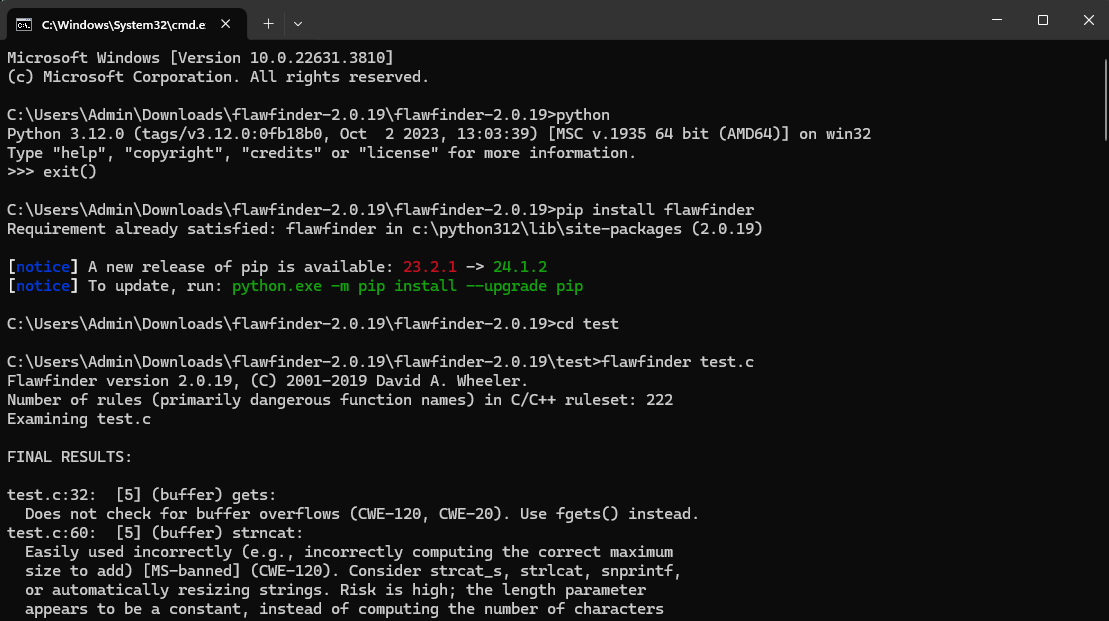 C:\Windows\System32\cmd.e
Microsoft Windows [Version 10.0.22631.3810]
(c) Microsoft Corporation. All rights reserved.
C:\Users\Admin\Downloads\flawfinder-2.0.19\flawfinder-2.0.19>python
Python 3.12.0 (tags/v3.12.0:0fb18b0, Oct  2 2023, 13:03:39) [MSC v.1935 64 bit (AMD64)] on win32
Type "help", "copyright", "credits" or "license" for more information.
>>> exit()
C:\Users\Admin\Downloads\flawfinder-2.0.19\flawfinder-2.0.19>pip install flawfinder
Requirement already satisfied: flawfinder in c:\python312\lib\site-packages (2.0.19)
[notice] A new release of pip is available: 23.2.1 -> 24.1.2
[notice] To update, run: python.exe -m pip install --upgrade pip
C:\Users\Admin\Downloads\flawfinder-2.0.19\flawfinder-2.0.19>cd test
C:\Users\Admin\Downloads\flawfinder-2.0.19\flawfinder-2.0.19\test>flawfinder test.c
Flawfinder version 2.0.19, (C) 2001-2019 David A. Wheeler.
Number of rules (primarily dangerous function names) in C/C++ ruleset: 222
Examining test.c
FINAL RESULTS:
test.c:32:  [5] (buffer) gets:
  Does not check for buffer overflows (CWE-120, CWE-20). Use fgets() instead.
test.c:60:  [5] (buffer) strncat:
  Easily used incorrectly (e.g., incorrectly computing the correct maximum
  size to add) [MS-banned] (CWE-120). Consider strcat_s, strlcat, snprintf,
  or automatically resizing strings. Risk is high; the length parameter
  appears to be a constant, instead of computing the number of characters